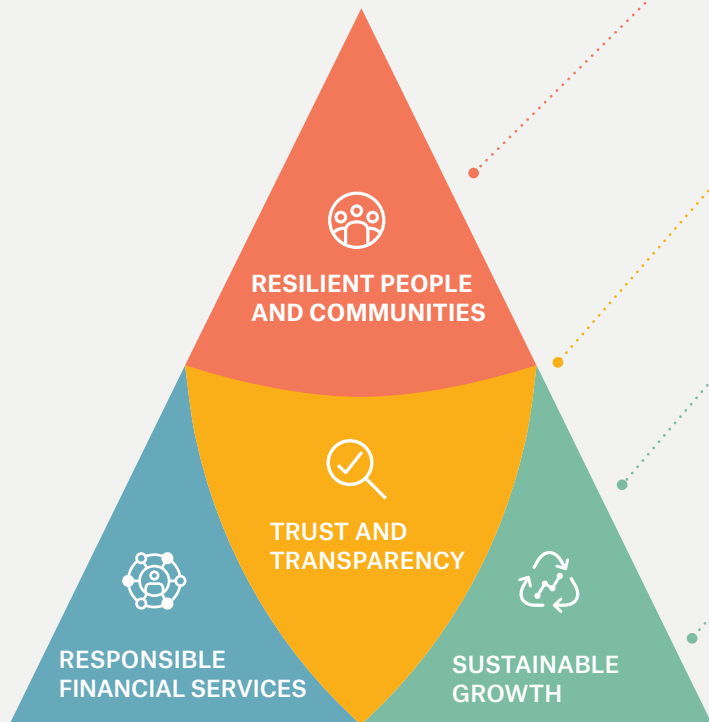 RESILIENT PEOPLE
AND COMMUNITIES
TRUST AND
TRANSPARENCY
RESPONSIBLE
FINANCIAL SERVICES
SUSTAINABLE
GROWTH